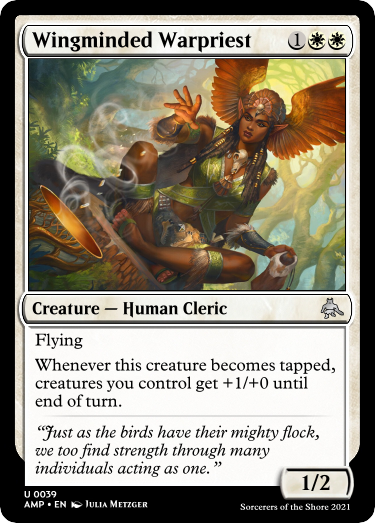 Wingminded Warpriest 1
Creature — Human Cleric
Flying
Whenever this creature becomes tapped,
creatures you control get +1/+0 until
end of turn.
“Just as the birds have their mighty flock,
we too find strength through many
individuals acting as one.”
1/2
U 0039
AMP • EN Julia Metzger
Sorcerers of the Shore 2021